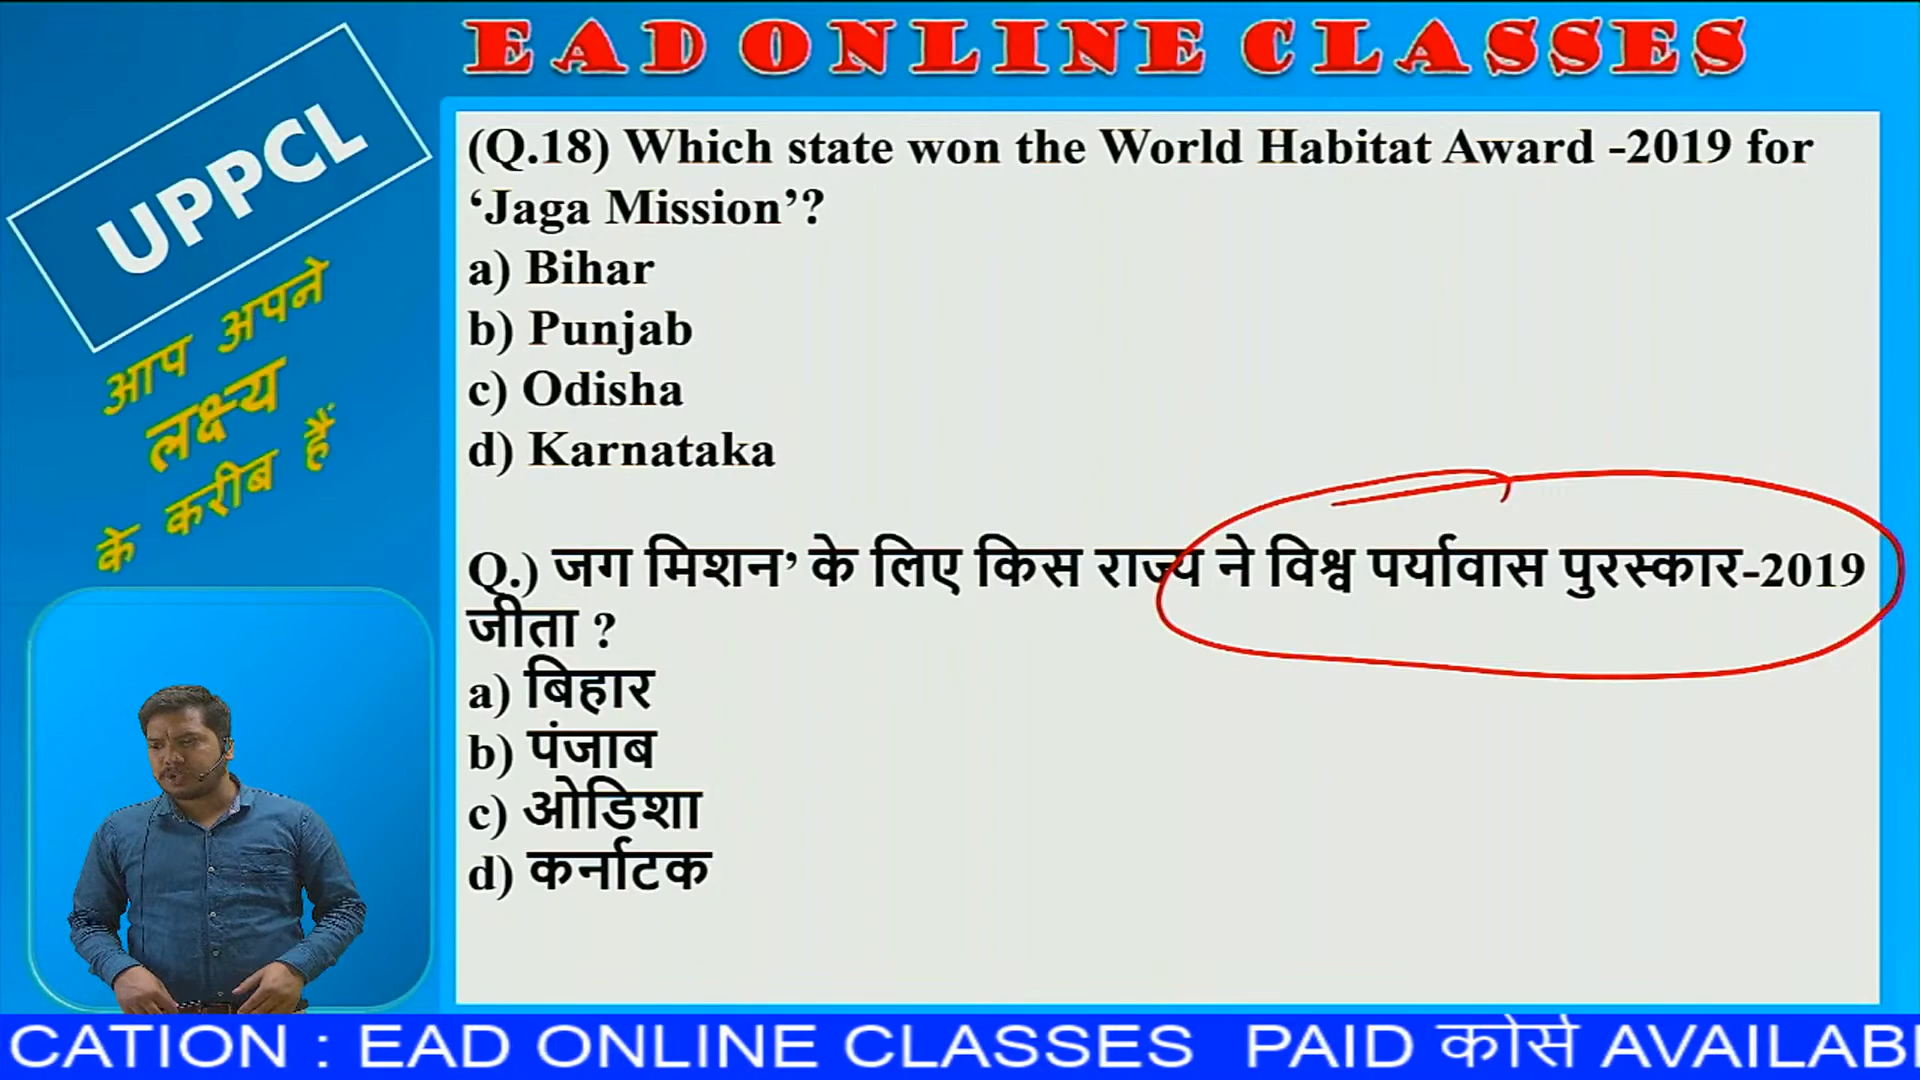 EAD ONLINE CLASSES
UPPCL
आप अपने
लक्ष्य
के करीब हैं
(Q.18) Which state won the World Habitat Award -2019 for
‘Jaga Mission’?
a) Bihar
b) Punjab
c) Odisha
d) Karnataka
Q.) जग मिशन’ के लिए किस राज्य ने विश्व पर्यावास पुरस्कार-2019
जीता ?
a) बिहार
b) पंजाब
c) ओडिशा
d) कर्नाटक
CATION : EAD ONLINE CLASSES PAID कोर्स AVAILAB